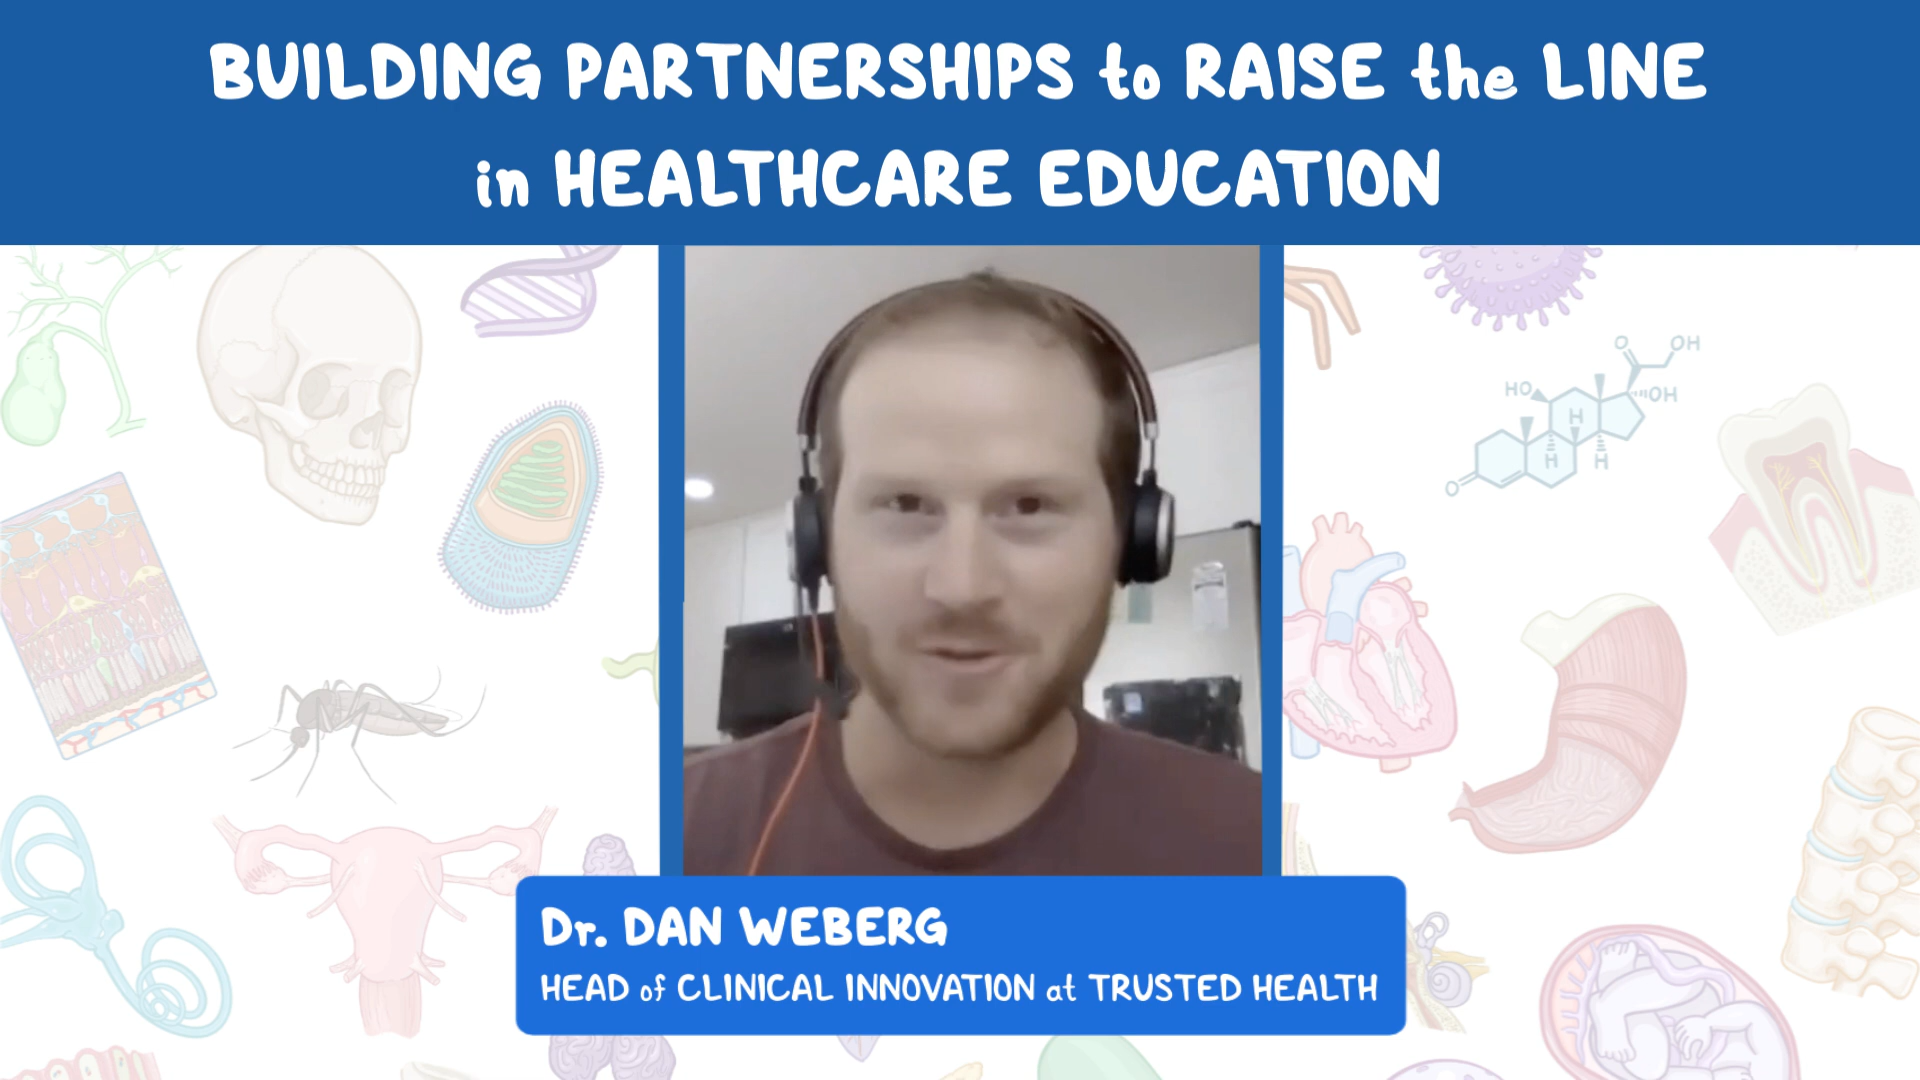 BUILDING PARTNERSHIPS to RAISE the LINE
in HEALTHCARE EDUCATION
O
OH
HO
OH
H
H
H
H
O
Dr. DAN WEBERG
HEAD of CLINICAL INNOVATION at TRUSTED HEALTH